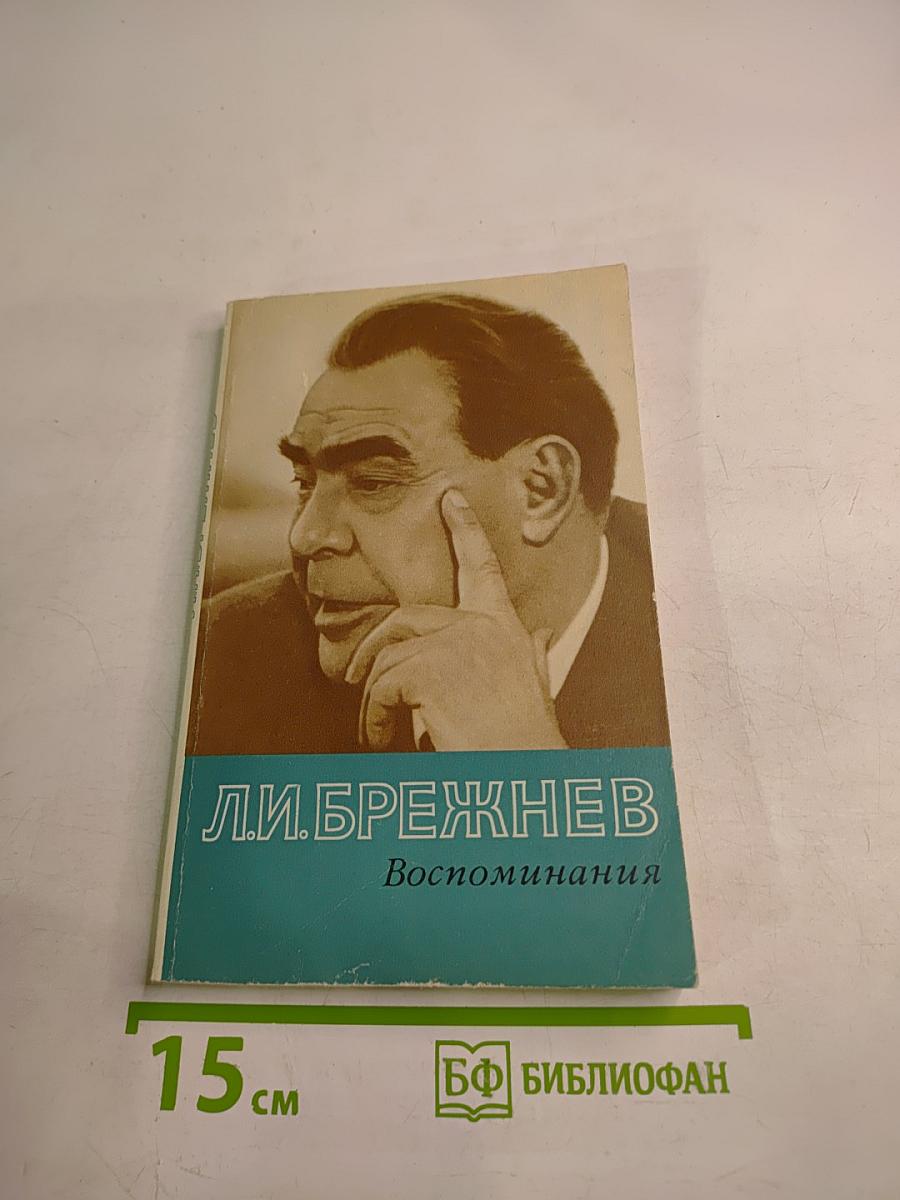 Л.И.БРЕЖНЕВ
Воспоминания
15 см
БФ БИБЛИОФАН